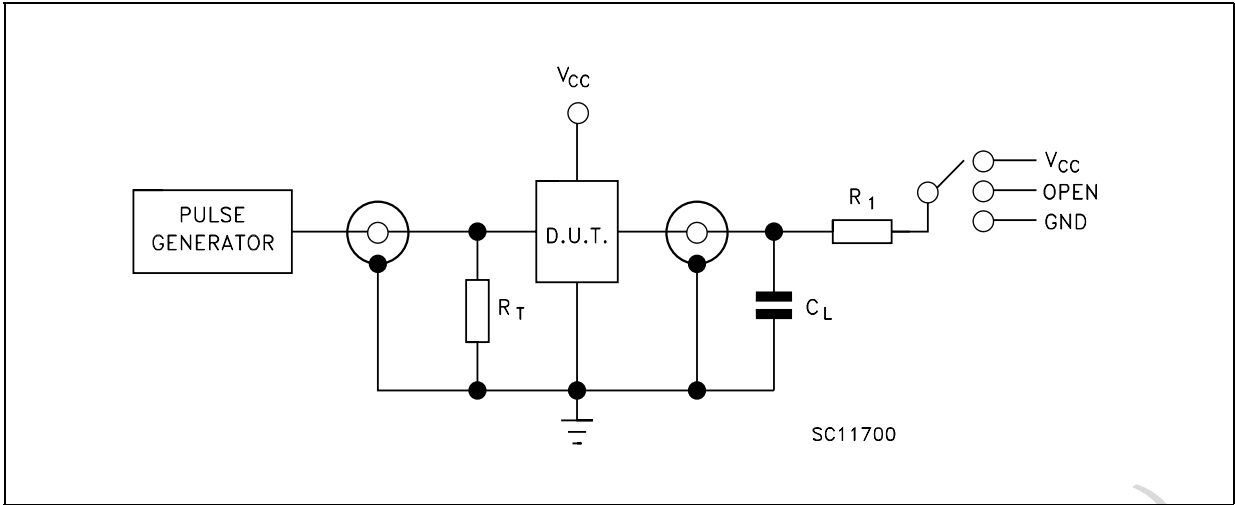 VCC
PULSE
GENERATOR
D.U.T.
RT
CL
R1
VCC
OPEN
GND
SC11700